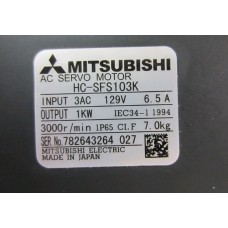 MITSUBISHI
AC SERVO MOTOR
HC-SFS103K
INPUT 3AC 129V 6.5A
OUTPUT 1KW IEC34-1 1994
3000r/min IP65 CI.F 7.0kg
SER.No.782643264 027
MITSUBISHI ELECTRIC
MADE IN JAPAN